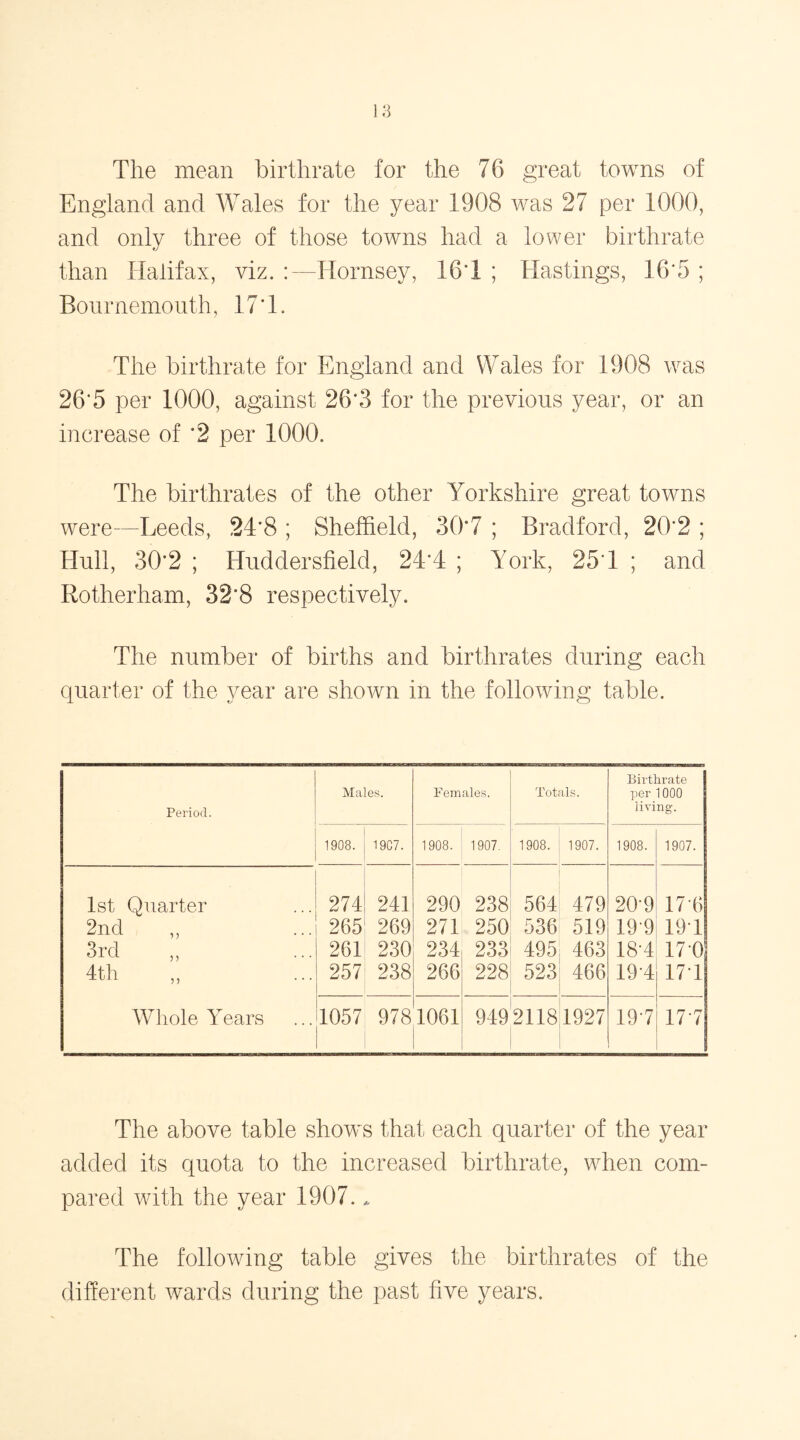 13
The mean birthrate for the 76 great towns of
England and Wales for the year 1908 was 27 per 1000,
and only three of those towns had a lower birthrate
than Halifax, viz. :—Hornsey, 16·1 ; Hastings, 16·5 ;
Bournemouth, 17·1.
The birthrate for England and Wales for 1908 was
26·5 per 1000, against 26·3 for the previous year, or an
increase of ·2 per 1000.
The birthrates of the other Yorkshire great towns
were—Leeds, 24·8 ; Sheffield, 30·7 ; Bradford, 20·2 ;
Hull, 30·2 ; Huddersfield, 24·4 ; York, 25·1 ; and
Rotherham, 32·8 respectively.
The number of births and birthrates during each
quarter of the year are shown in the following table.
Period. Males. Females. Totals. Birthrate per 1000 living.
1908. 1907. 1908. 1907. 1908. 1907. 1908. 1907.
1st Quarter ... 274 241 290 238 564 479 20·9 17·6
2nd ,, ... 265 269 271 250 536 519 19·9 19·1
3rd ,, ... 261 230 234 233 495 463 18·4 17·0
4th ,, ... 257 238 266 228 523 466 19·4 17·1
Whole Years ... 1057 978 1061 949 2118 1927 19·7 17·7
The above table shows that each quarter of the year
added its quota to the increased birthrate, when com-
pared with the year 1907. .
The following table gives the birthrates of the
different wards during the past five years.